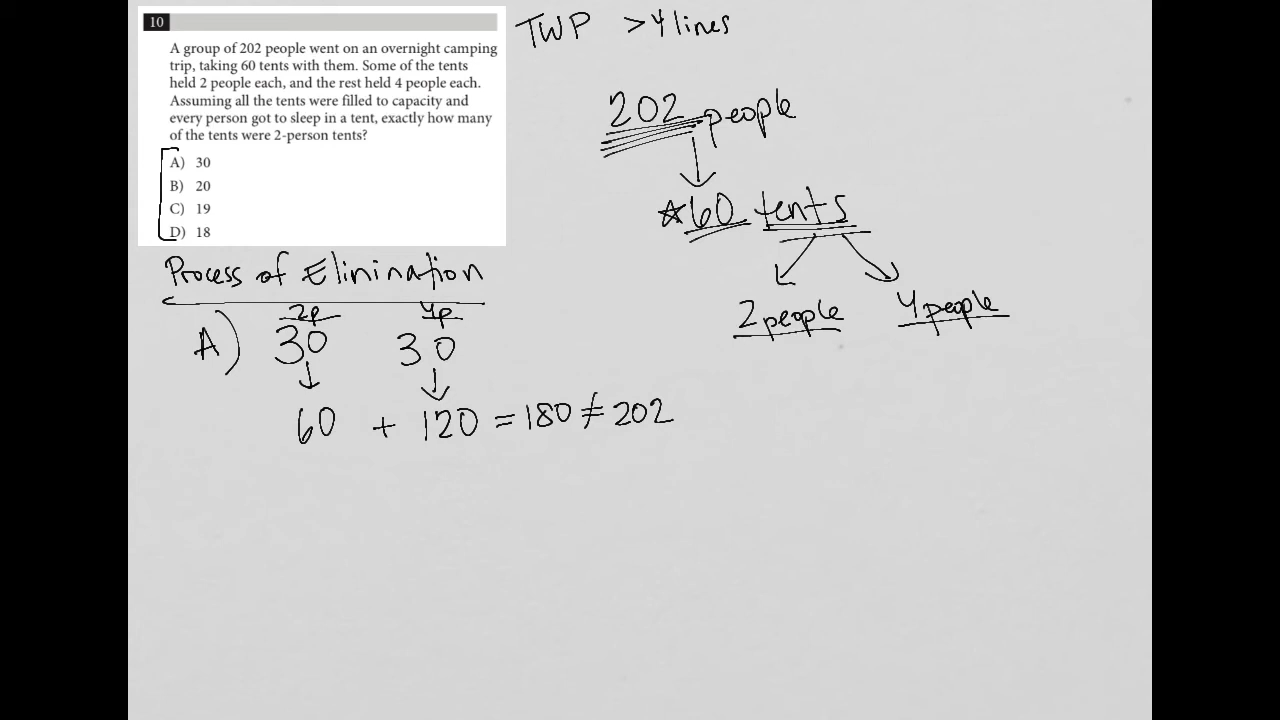 10
A group of 202 people went on an overnight camping
trip, taking 60 tents with them. Some of the tents
held 2 people each, and the rest held 4 people each.
Assuming all the tents were filled to capacity and
every person got to sleep in a tent, exactly how many
of the tents were 2-person tents?
A) 30
B) 20
C) 19
D) 18
TWP >4 lines
202 people
☆60 tents
2 people 4 people
Process of Elinination
2p 4p
A) 30 30
60 + 120 = 180 ≠ 202